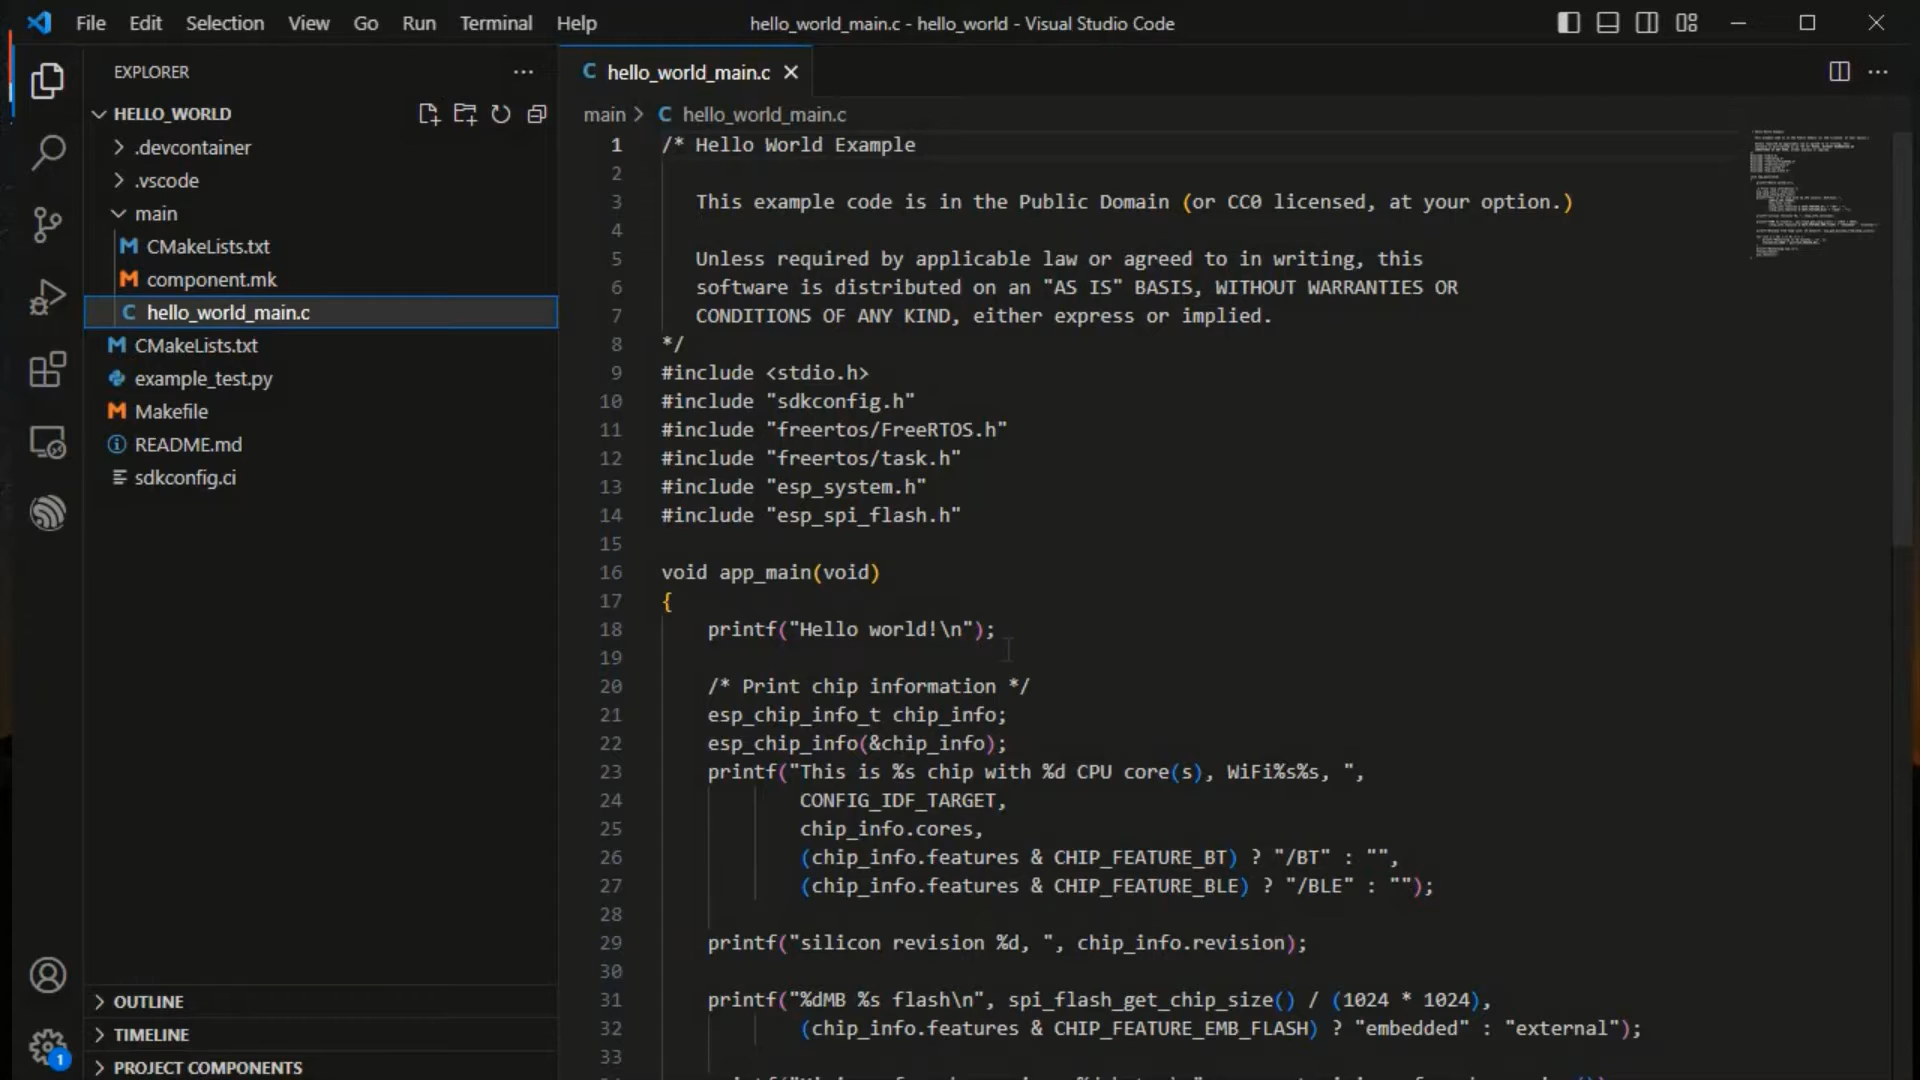 File Edit Selection View Go Run Terminal Help
hello_world_main.c - hello_world - Visual Studio Code
EXPLORER
HELLO_WORLD
.devcontainer
.vscode
main
CMakeLists.txt
component.mk
hello_world_main.c
CMakeLists.txt
example_test.py
Makefile
README.md
sdkconfig.ci
OUTLINE
TIMELINE
PROJECT COMPONENTS
1
hello_world_main.c
main > hello_world_main.c
1 /* Hello World Example
2
3 This example code is in the Public Domain (or CC0 licensed, at your option.)
4
5 Unless required by applicable law or agreed to in writing, this
6 software is distributed on an "AS IS" BASIS, WITHOUT WARRANTIES OR
7 CONDITIONS OF ANY KIND, either express or implied.
8 */
9 #include <stdio.h>
10 #include "sdkconfig.h"
11 #include "freertos/FreeRTOS.h"
12 #include "freertos/task.h"
13 #include "esp_system.h"
14 #include "esp_spi_flash.h"
15
16 void app_main(void)
17 {
18 printf("Hello world!\n");
19
20 /* Print chip information */
21 esp_chip_info_t chip_info;
22 esp_chip_info(&chip_info);
23 printf("This is %s chip with %d CPU core(s), WiFi%s%s, ",
24 CONFIG_IDF_TARGET,
25 chip_info.cores,
26 (chip_info.features & CHIP_FEATURE_BT) ? "/BT" : "",
27 (chip_info.features & CHIP_FEATURE_BLE) ? "/BLE" : "");
28
29 printf("silicon revision %d, ", chip_info.revision);
30
31 printf("%dMB %s flash\n", spi_flash_get_chip_size() / (1024 * 1024),
32 (chip_info.features & CHIP_FEATURE_EMB_FLASH) ? "embedded" : "external");
33